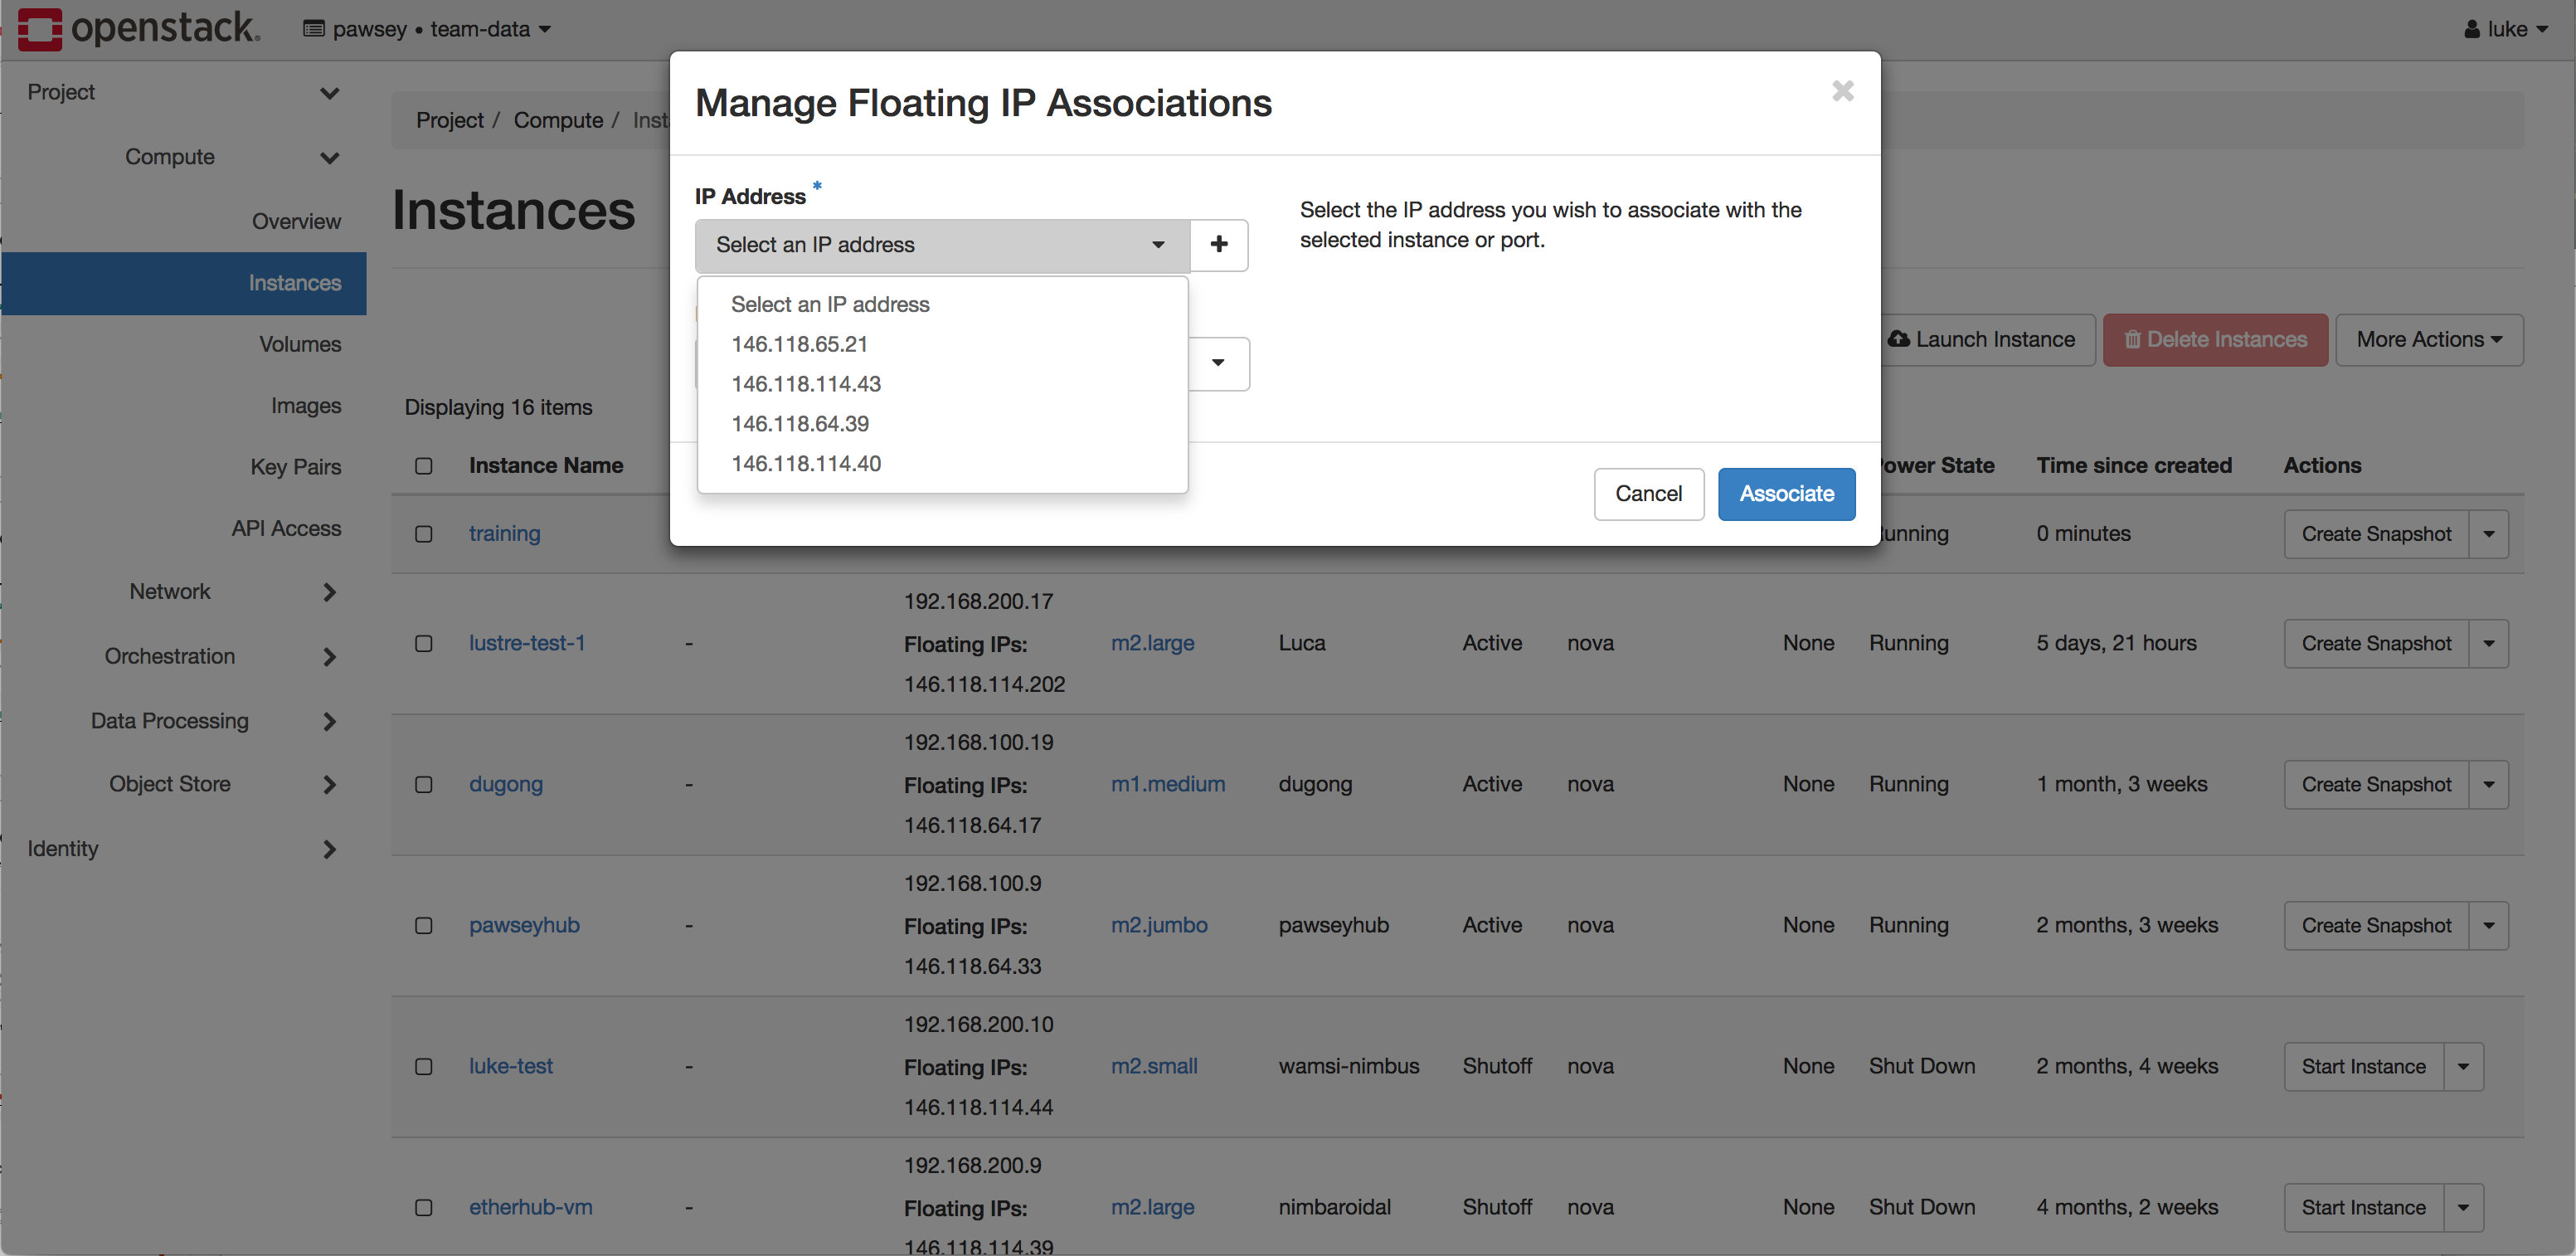 openstack.
pawsey • team-data
luke
Project
Compute
Overview
Instances
Volumes
Images
Key Pairs
API Access
Network
Orchestration
Data Processing
Object Store
Identity
Project / Compute /
Instances
Manage Floating IP Associations
IP Address *
Select an IP address
Select an IP address
146.118.65.21
146.118.114.43
146.118.64.39
146.118.114.40
Select the IP address you wish to associate with the
selected instance or port.
Cancel
Associate
Launch Instance
Delete Instances
More Actions
Displaying 16 items
Instance Name
State
Time since created
Actions
training
0 minutes
Create Snapshot
192.168.200.17
lustre-test-1 - Floating IPs: m2.large Luca Active nova None Running 5 days, 21 hours Create Snapshot
146.118.114.202
192.168.100.19
dugong - Floating IPs: m1.medium dugong Active nova None Running 1 month, 3 weeks Create Snapshot
146.118.64.17
192.168.100.9
pawseyhub - Floating IPs: m2.jumbo pawseyhub Active nova None Running 2 months, 3 weeks Create Snapshot
146.118.64.33
192.168.200.10
luke-test - Floating IPs: m2.small wamsi-nimbus Shutoff nova None Shut Down 2 months, 4 weeks Start Instance
146.118.114.44
192.168.200.9
etherhub-vm - Floating IPs: m2.large nimbaroidal Shutoff nova None Shut Down 4 months, 2 weeks Start Instance
146.118.114.39